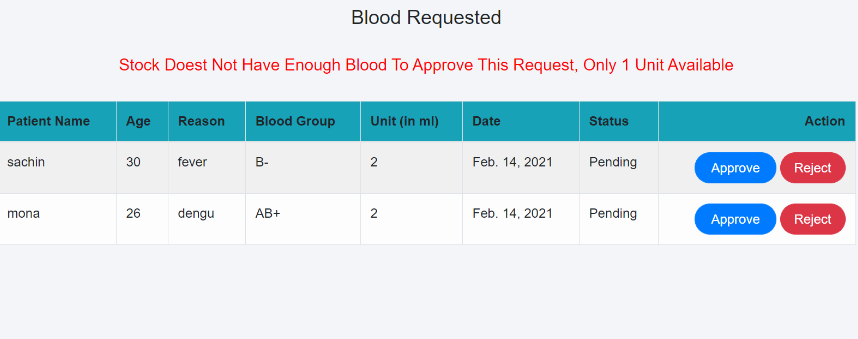 Blood Requested
Stock Doest Not Have Enough Blood To Approve This Request, Only 1 Unit Available
Patient Name Age Reason Blood Group Unit (in ml) Date Status Action
sachin 30 fever B- 2 Feb. 14, 2021 Pending Approve Reject
mona 26 dengu AB+ 2 Feb. 14, 2021 Pending Approve Reject